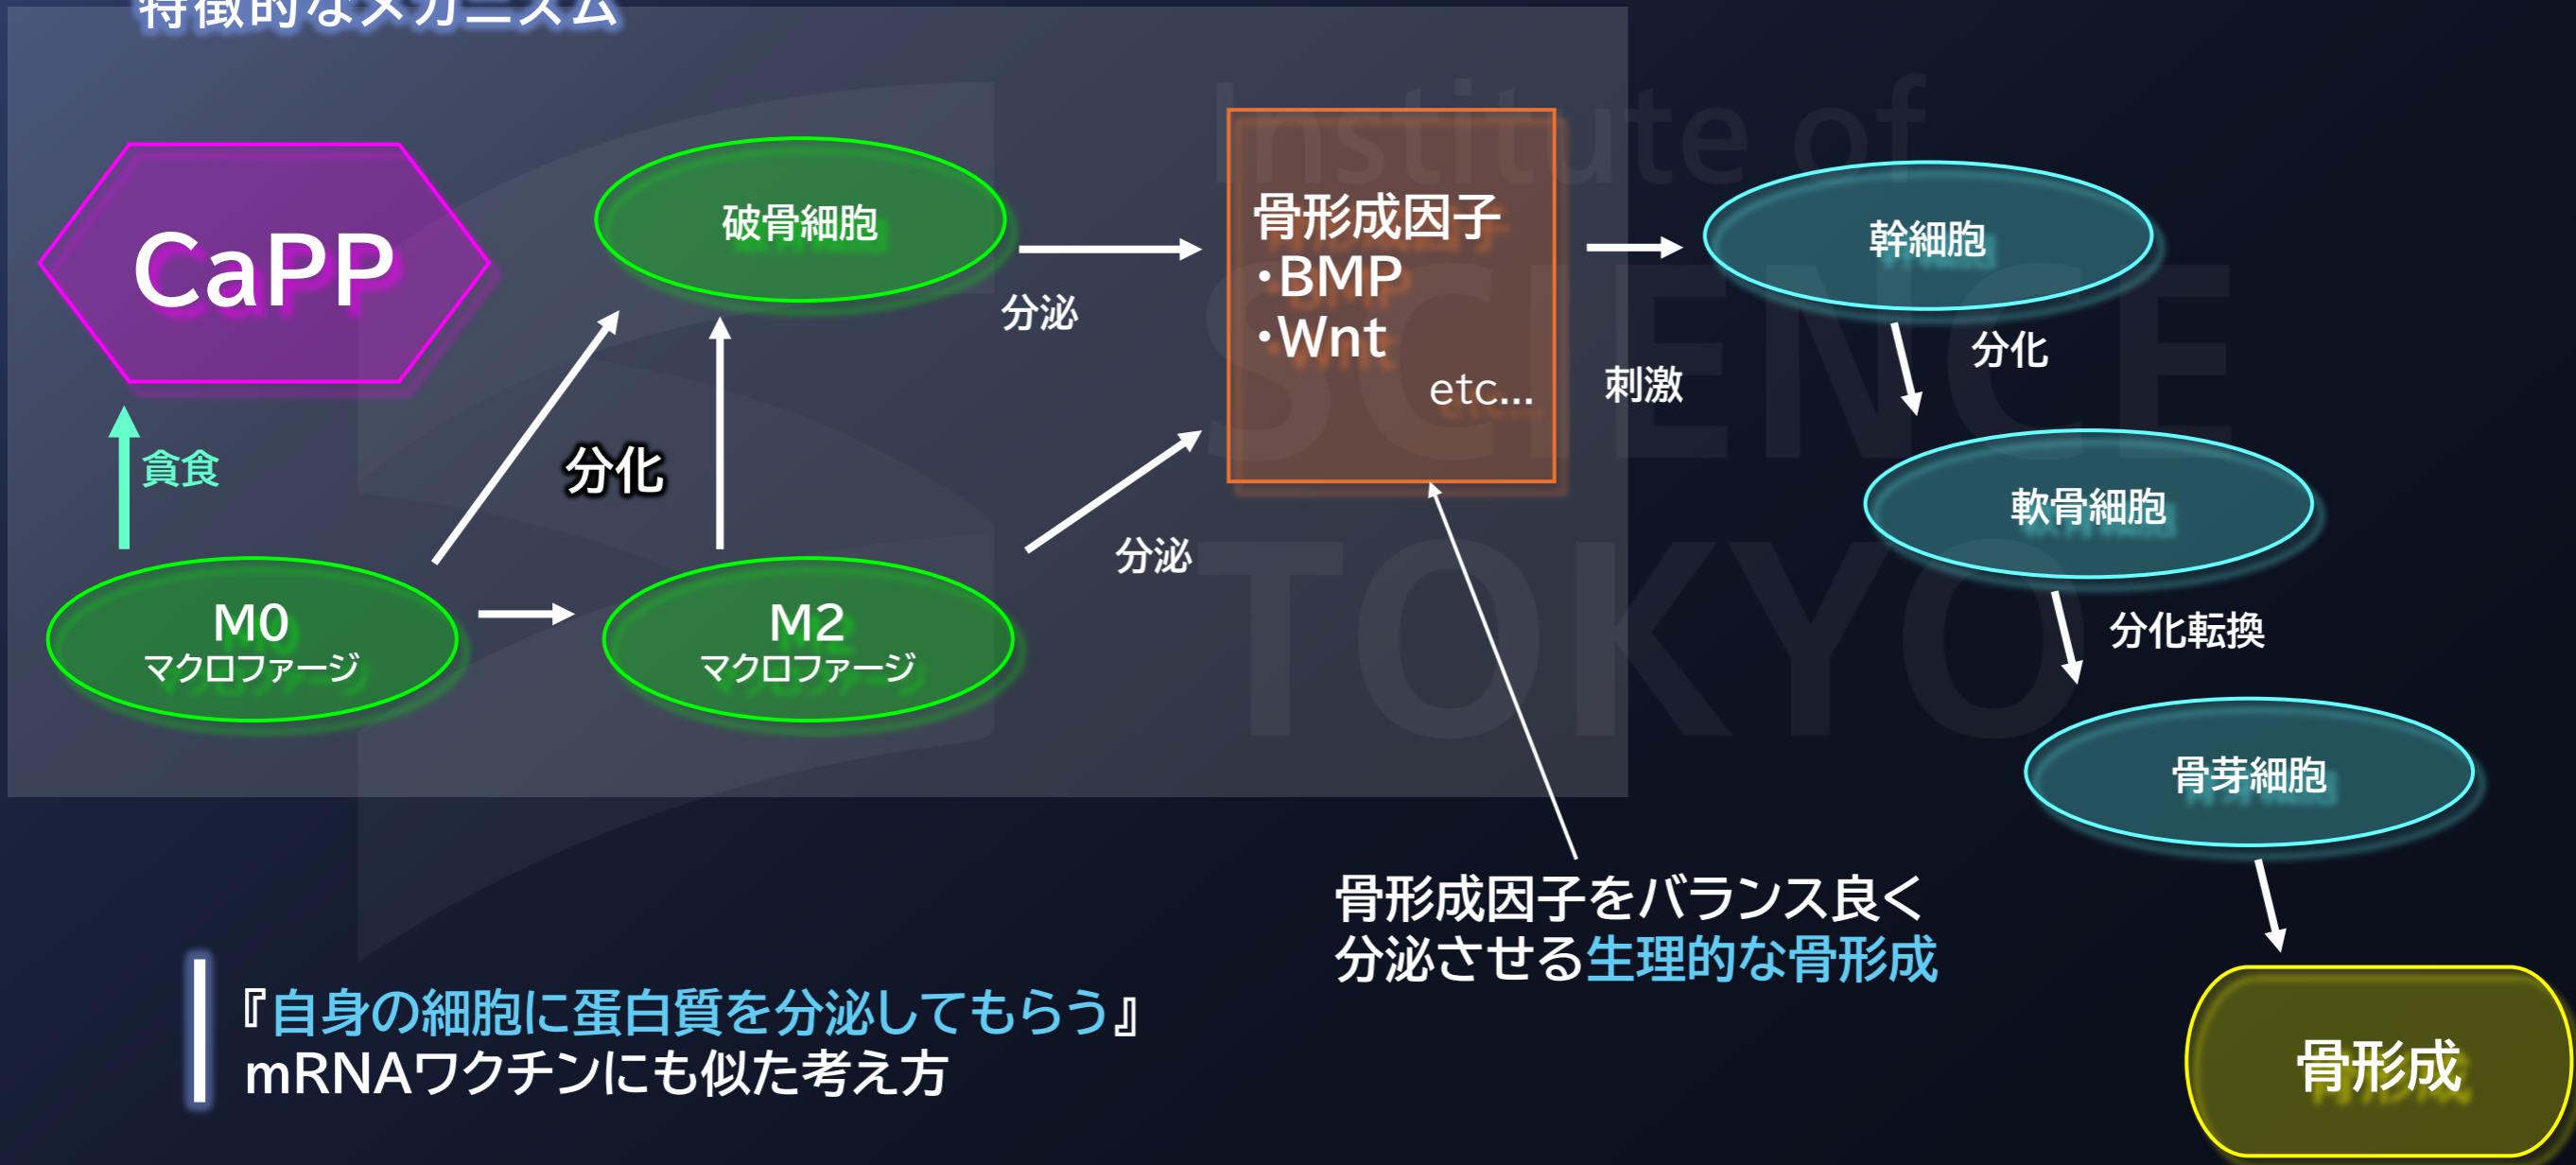 特徴的なメカニズム
Institute of
SCIENCE
TOKYO
CaPP
貪食
M0
マクロファージ
破骨細胞
分化
M2
マクロファージ
分泌
分泌
骨形成因子
・BMP
・Wnt
etc...
刺激
幹細胞
分化
軟骨細胞
分化転換
骨芽細胞
骨形成
骨形成因子をバランス良く
分泌させる生理的な骨形成
『自身の細胞に蛋白質を分泌してもらう』
mRNAワクチンにも似た考え方